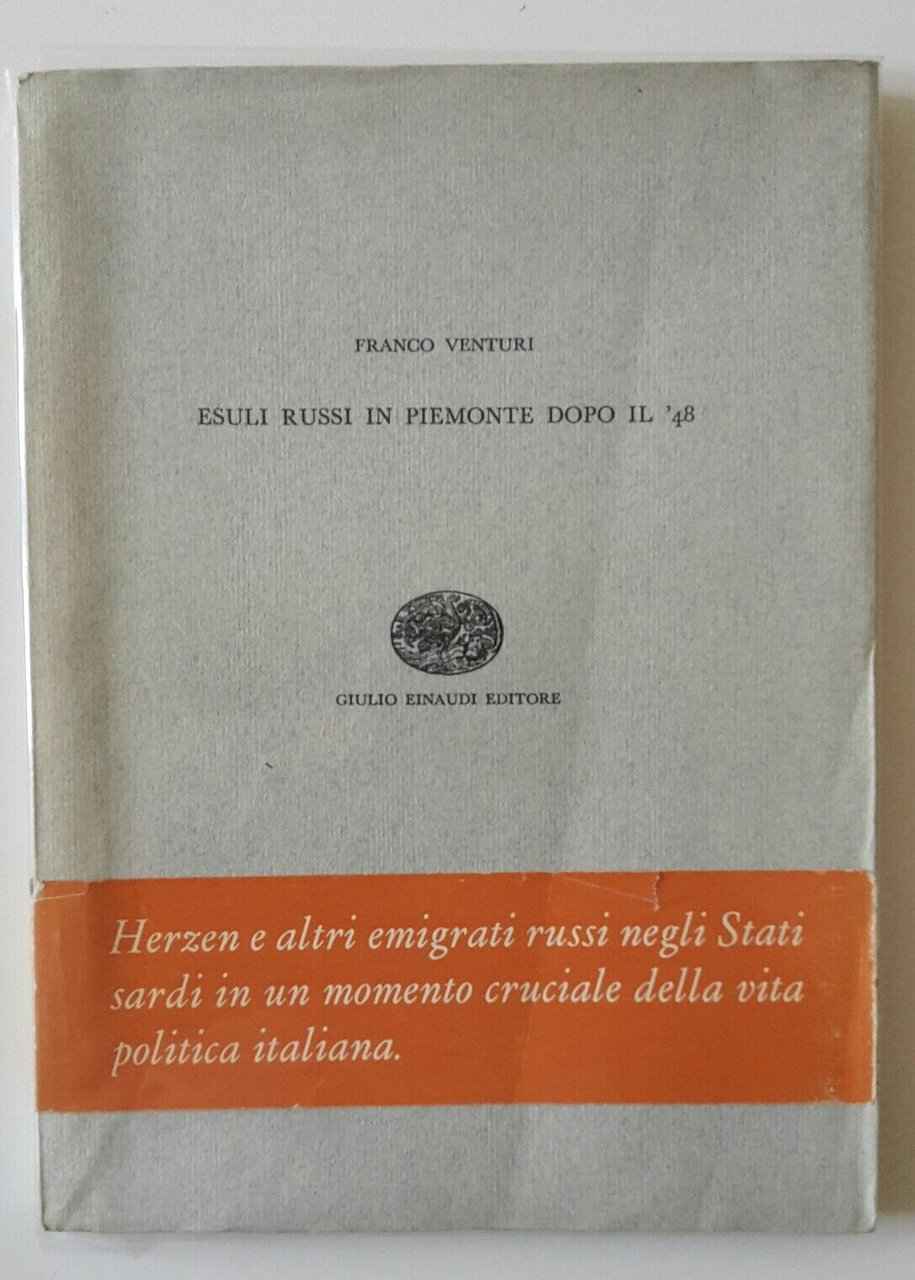 FRANCO VENTURI
ESULI RUSSI IN PIEMONTE DOPO IL '48
GIULIO EINAUDI EDITORE
Herzen e altri emigrati russi negli Stati
sardi in un momento cruciale della vita
politica italiana.